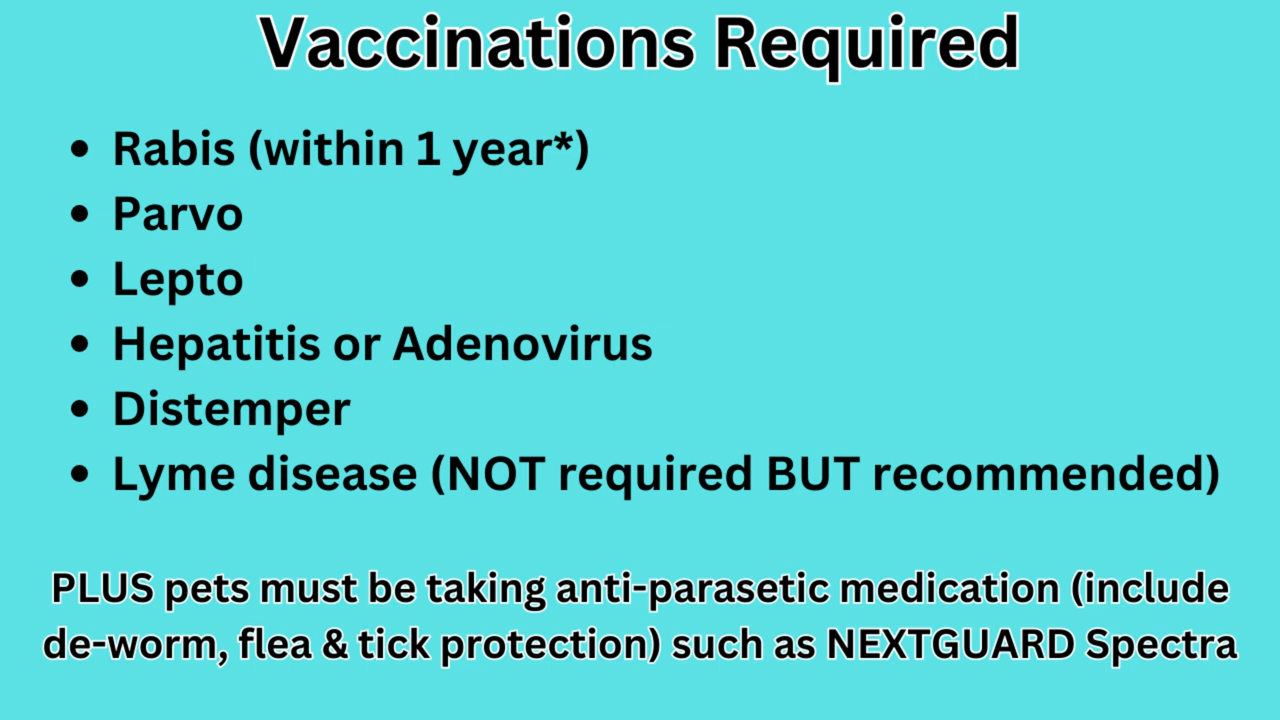 Vaccinations Required
• Rabis (within 1 year*)
• Parvo
• Lepto
• Hepatitis or Adenovirus
• Distemper
• Lyme disease (NOT required BUT recommended)
PLUS pets must be taking anti-parasetic medication (include
de-worm, flea & tick protection) such as NEXTGUARD Spectra